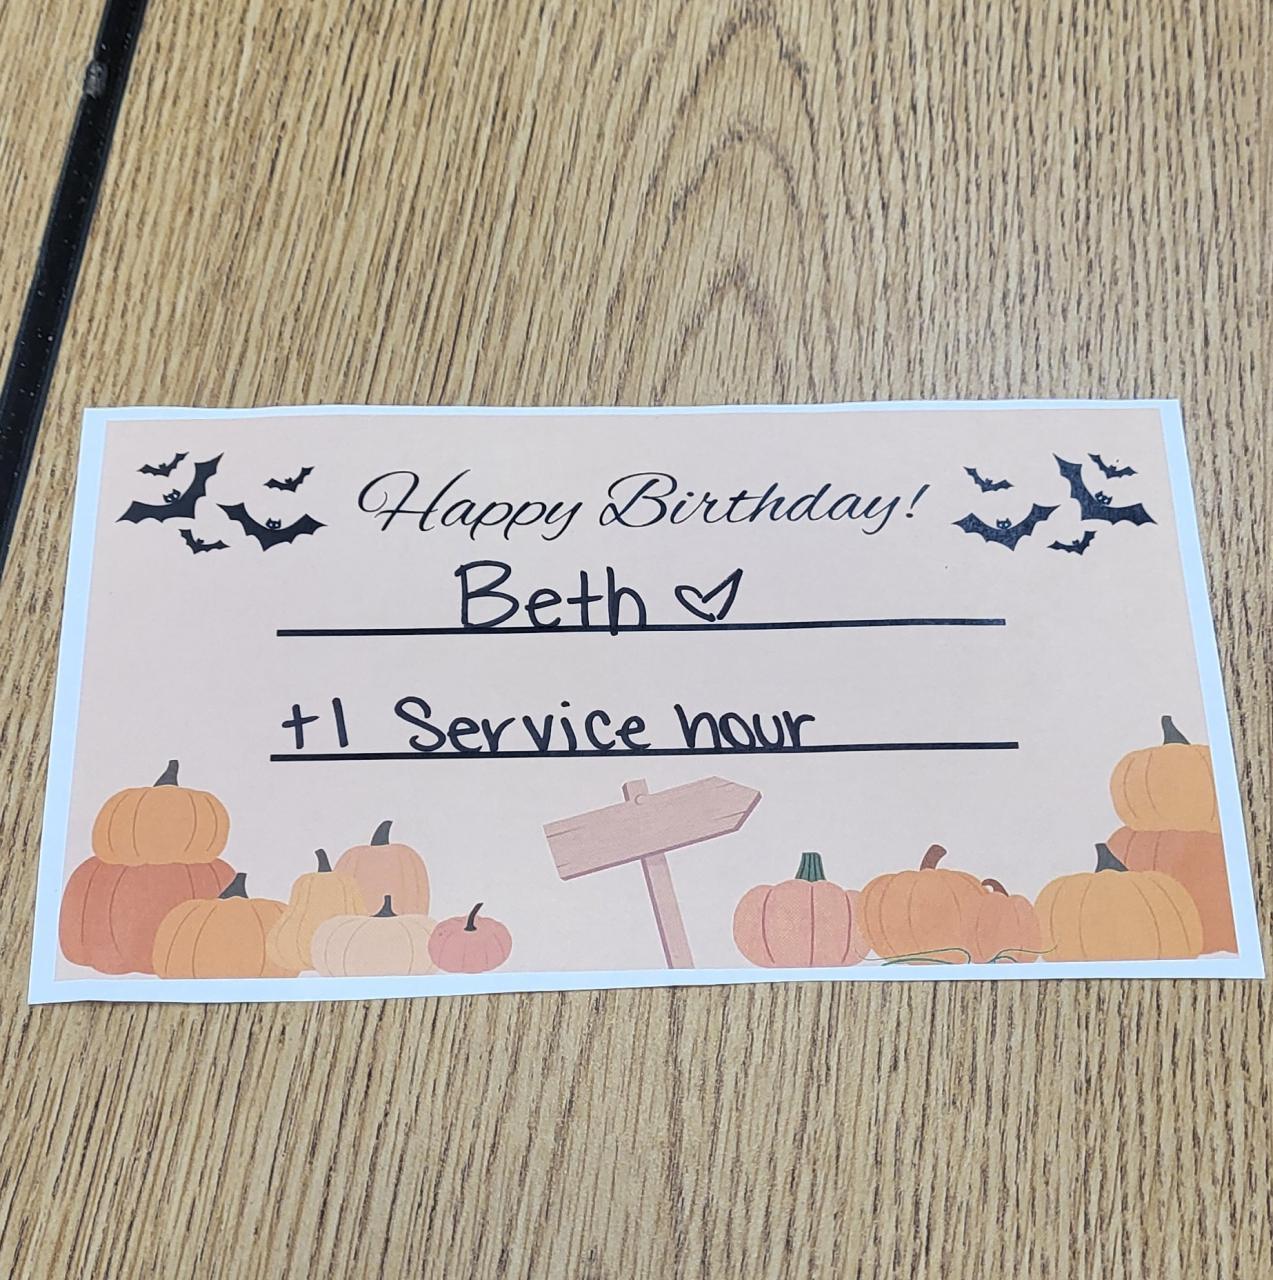 Happy Birthday!
Beth ♡
+1 Service hour